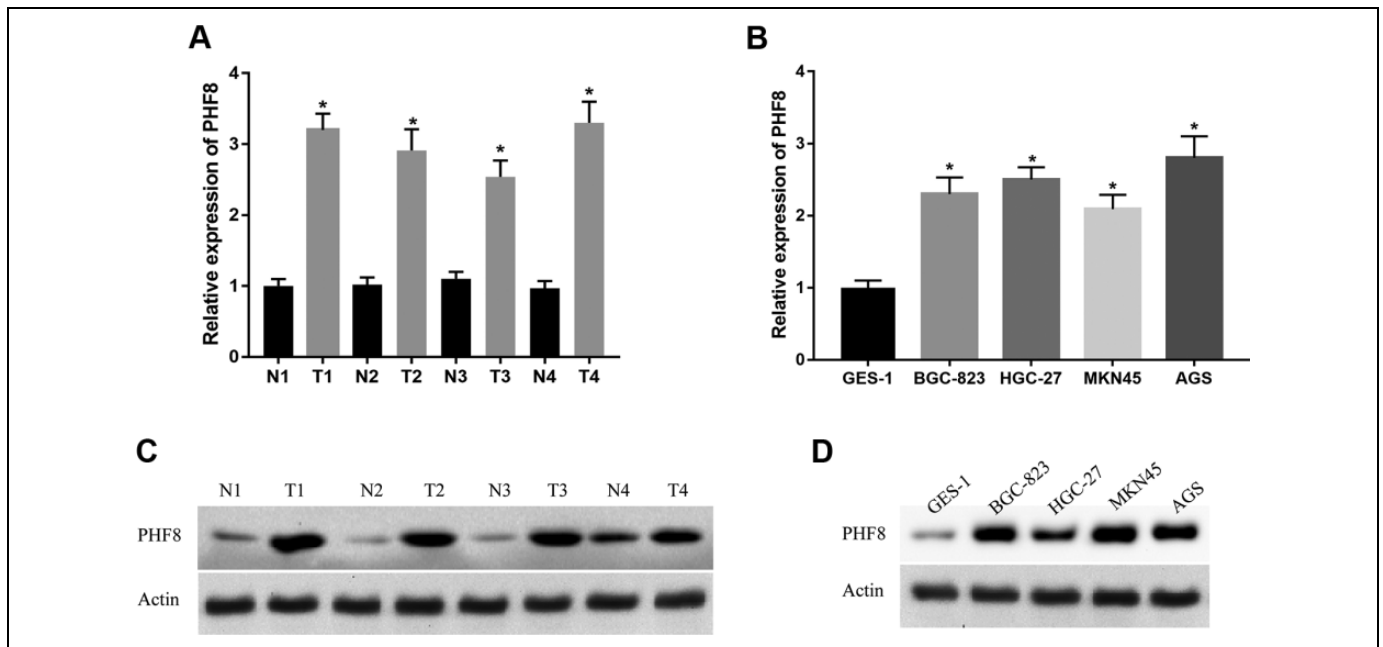 A
Relative expression of PHF8
4
3
2
1
0
* * * *
N1 T1 N2 T2 N3 T3 N4 T4
B
Relative expression of PHF8
4
3
2
1
0
* * * *
GES-1 BGC-823 HGC-27 MKN45 AGS
C
N1 T1 N2 T2 N3 T3 N4 T4
PHF8
Actin
D
GES-1 BGC-823 HGC-27 MKN45 AGS
PHF8
Actin